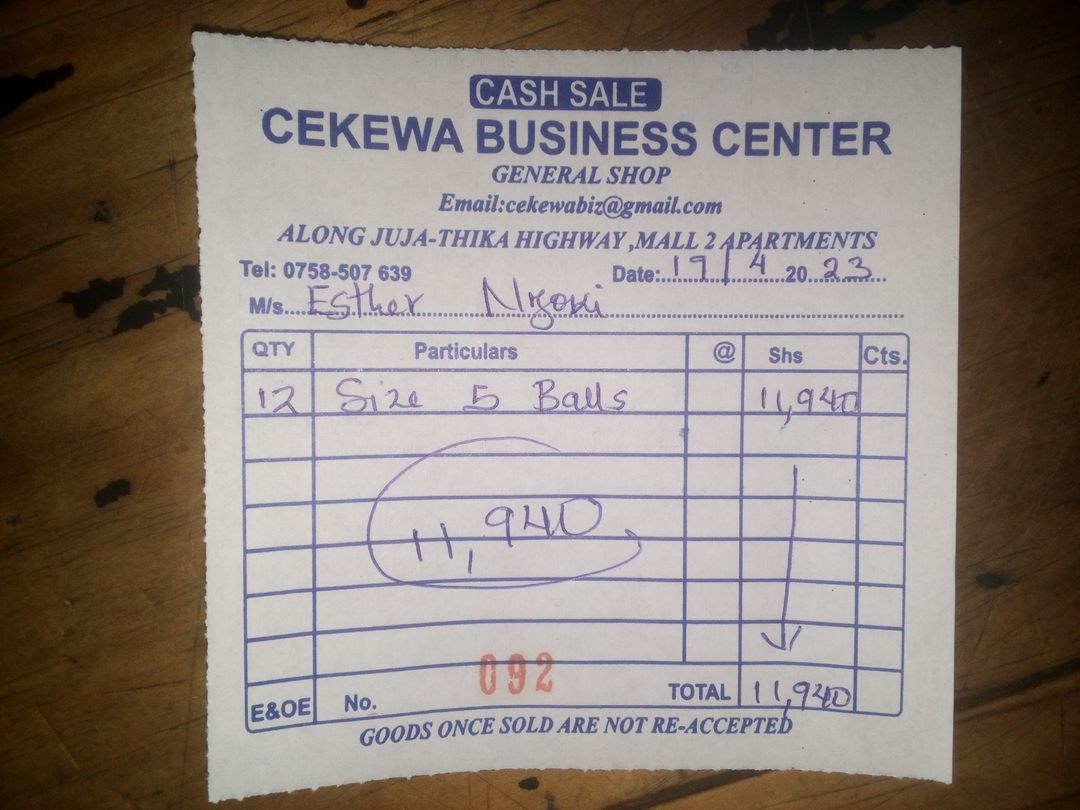 CASH SALE
CEKEWA BUSINESS CENTER
GENERAL SHOP
Email:cekewabiz@gmail.com
ALONG JUJA-THIKA HIGHWAY ,MALL 2 APARTMENTS
Tel: 0758-507 639 Date:..19/4..20..23..
M/s....Esther Njoki
QTY Particulars @ Shs Cts.
12 Size 5 Balls 11,940
11,940
E&OE No. 092 TOTAL 11,940
GOODS ONCE SOLD ARE NOT RE-ACCEPTED